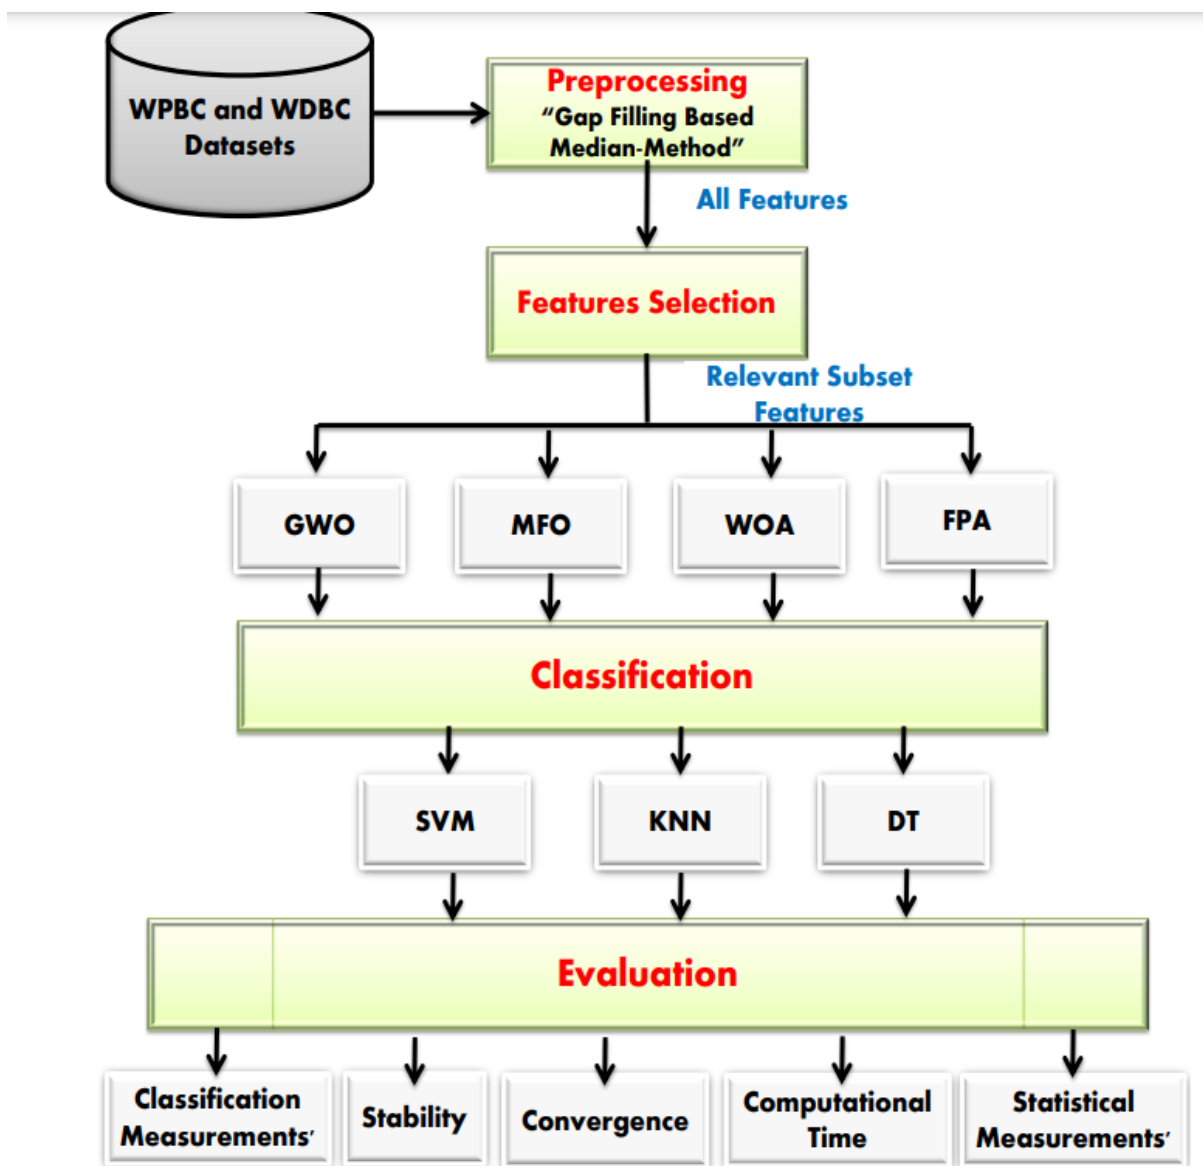 WPBC and WDBC
Datasets
Preprocessing
“Gap Filling Based
Median-Method”
All Features
Features Selection
Relevant Subset
Features
GWO
MFO
WOA
FPA
Classification
SVM
KNN
DT
Evaluation
Classification
Measurements'
Stability
Convergence
Computational
Time
Statistical
Measurements'